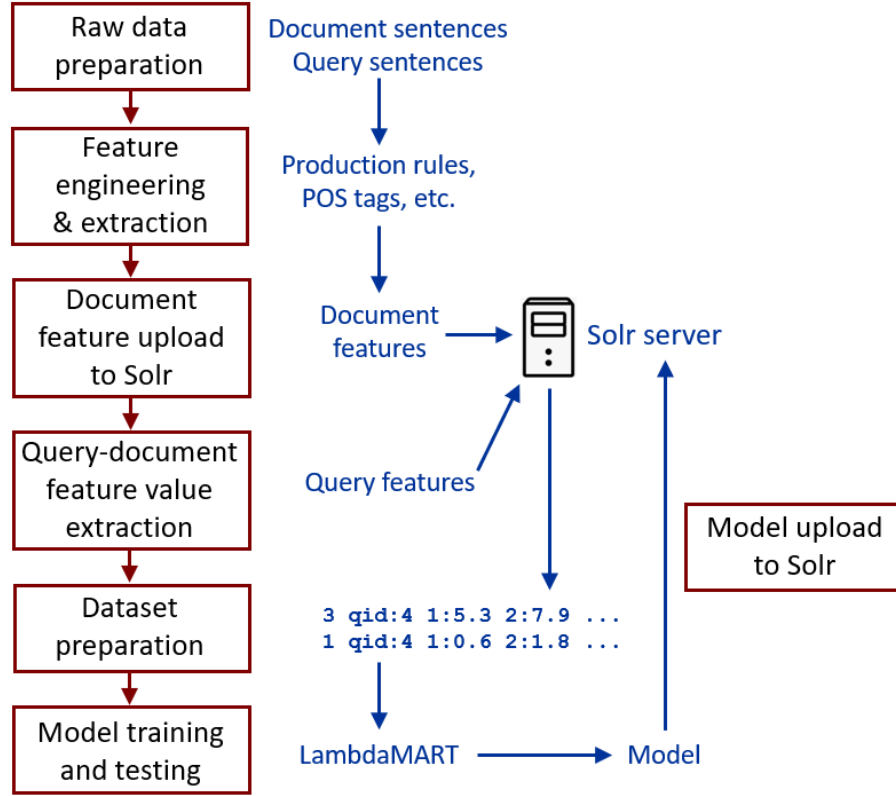 Raw data
preparation
Document sentences
Query sentences
Feature
engineering
& extraction
Production rules,
POS tags, etc.
Document
feature upload
to Solr
Document
features
Solr server
Query-document
feature value
extraction
Query features
Model upload
to Solr
Dataset
preparation
3 qid:4 1:5.3 2:7.9 ...
1 qid:4 1:0.6 2:1.8 ...
Model training
and testing
LambdaMART
Model